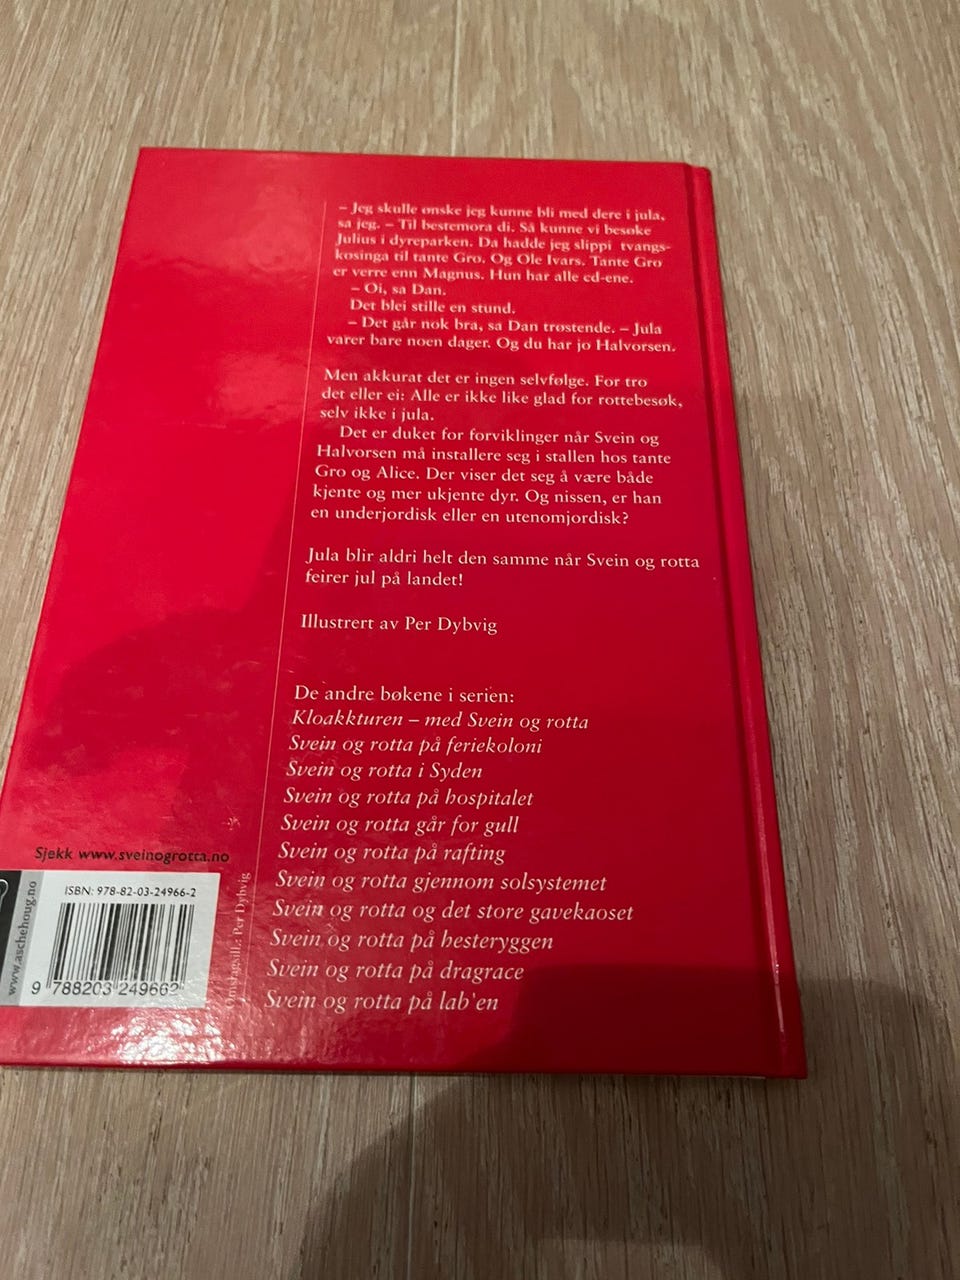 – Jeg skulle ønske jeg kunne bli med dere i jula,
sa jeg. – Til bestemora di. Så kunne vi besøke
Julius i dyreparken. Da hadde jeg slippi tvangs-
kosinga til tante Gro. Og Ole Ivars. Tante Gro
er verre enn Magnus. Hun har alle cd-ene.
– Oi, sa Dan.
Det blei stille en stund.
– Det går nok bra, sa Dan trøstende. – Jula
varer bare noen dager. Og du har jo Halvorsen.
Men akkurat det er ingen selvfølge. For tro
det eller ei: Alle er ikke like glad for rottebesøk,
selv ikke i jula.
Det er duket for forviklinger når Svein og
Halvorsen må installere seg i stallen hos tante
Gro og Alice. Der viser det seg å være både
kjente og mer ukjente dyr. Og nissen, er han
en underjordisk eller en utenomjordisk?
Jula blir aldri helt den samme når Svein og rotta
feirer jul på landet!
Illustrert av Per Dybvig
De andre bøkene i serien:
Kloakkturen – med Svein og rotta
Svein og rotta på feriekoloni
Svein og rotta i Syden
Svein og rotta på hospitalet
Svein og rotta går for gull
Svein og rotta på rafting
Svein og rotta gjennom solsystemet
Svein og rotta og det store gavekaoset
Svein og rotta på hesteryggen
Svein og rotta på dragrace
Svein og rotta på lab'en
Sjekk www.sveinogrotta.no
ISBN: 978-82-03-24966-2
9 788203 249662
www.aschehoug.no
Omslagsill.: Per Dybvig